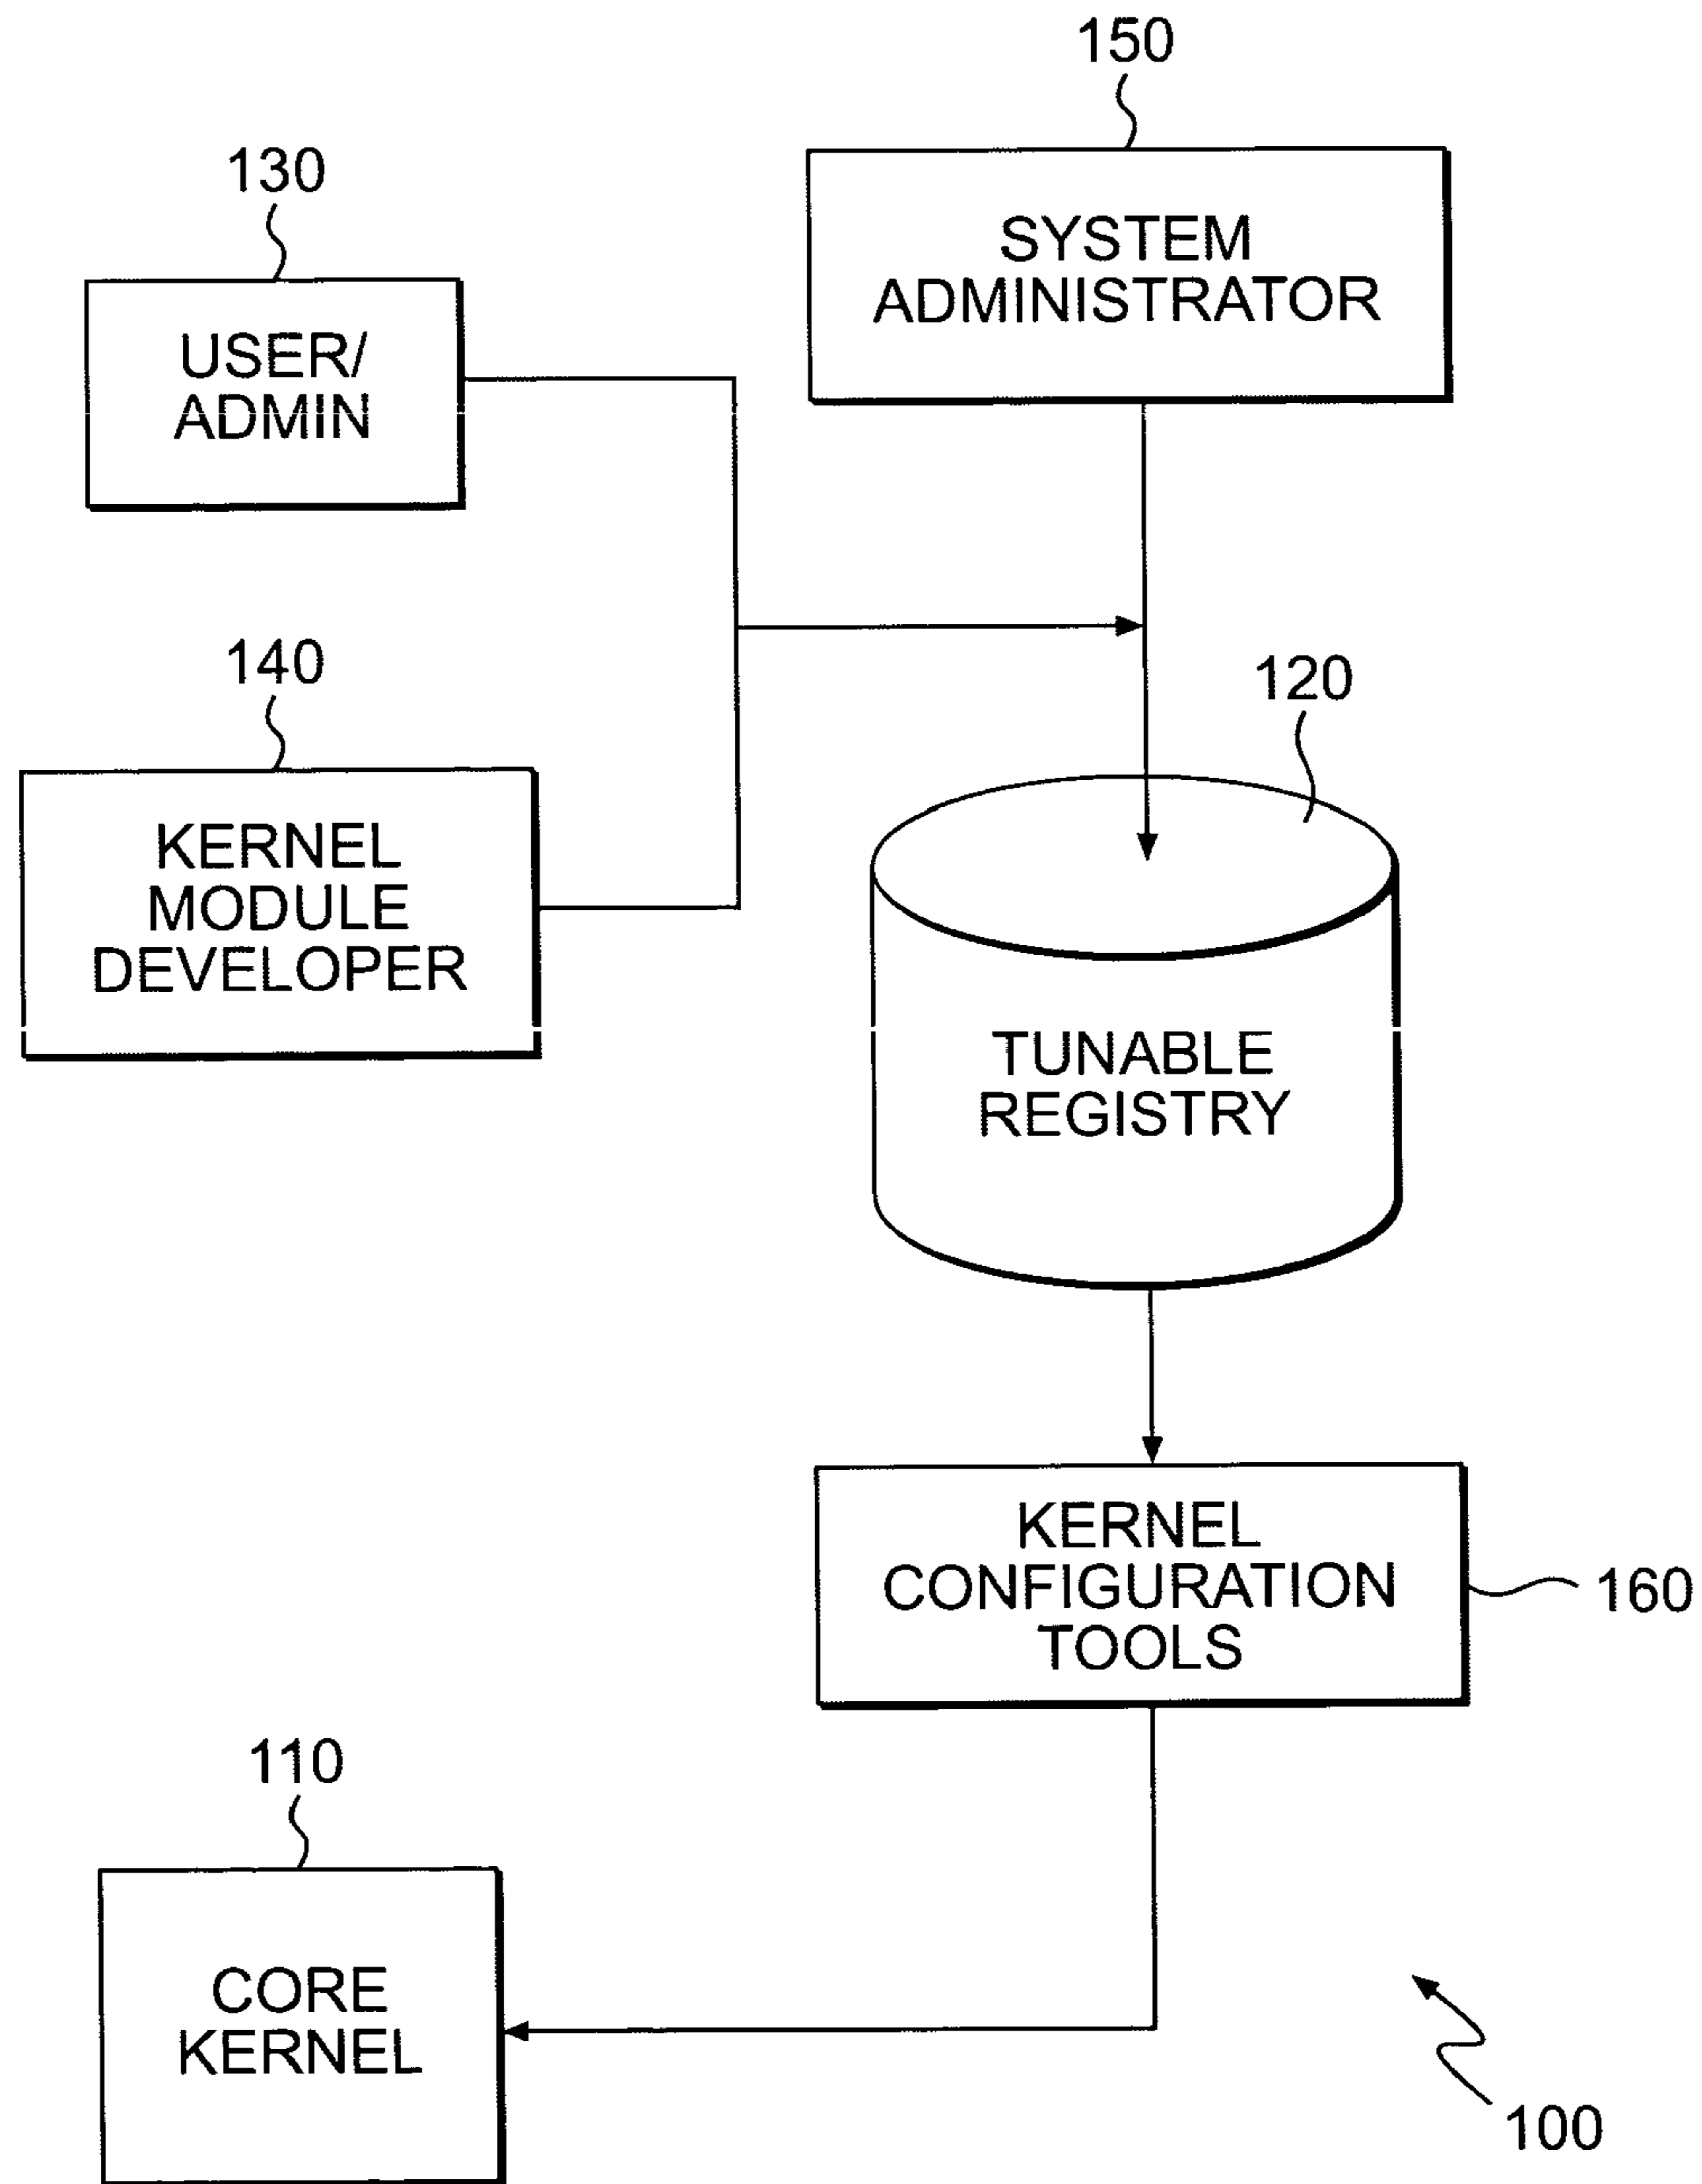 150
SYSTEM
ADMINISTRATOR
130
USER/
ADMIN
140
KERNEL
MODULE
DEVELOPER
120
TUNABLE
REGISTRY
KERNEL
CONFIGURATION
TOOLS
160
110
CORE
KERNEL
100